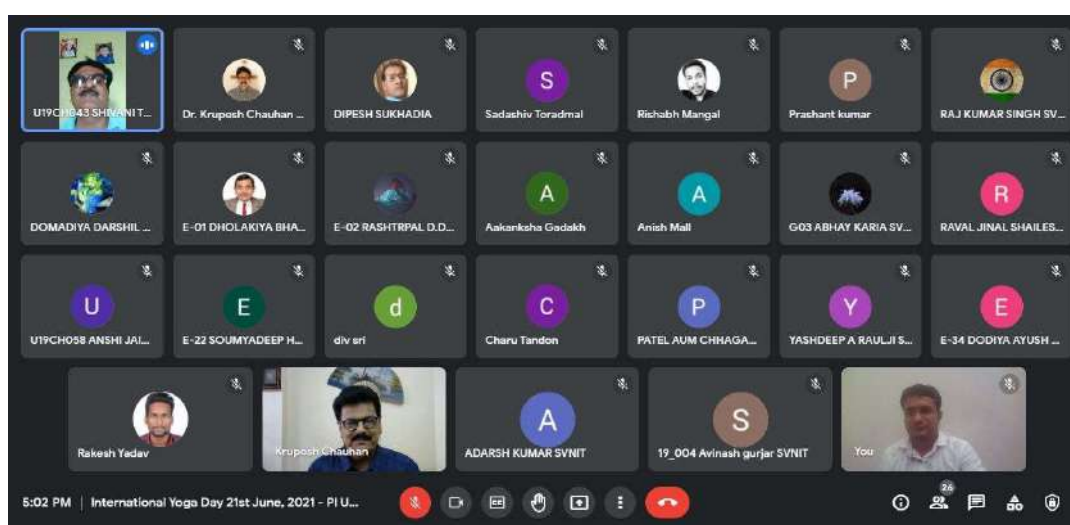 U19CH043 SHIVANI T...
Dr. Krupesh Chauhan ...
DIPESH SUKHADIA
S
Sadashiv Toradmal
Rishabh Mangal
P
Prashant kumar
RAJ KUMAR SINGH SV...
DOMADIYA DARSHIL ...
E-01 DHOLAKIYA BHA...
E-02 RASHTRPAL D.D...
A
Aakanksha Gadakh
A
Anish Mall
G03 ABHAY KARIA SV...
R
RAVAL JINAL SHAILES...
U
U19CH058 ANSHI JAI...
E
E-22 SOUMYADEEP H...
d
div sri
C
Charu Tandon
P
PATEL AUM CHHAGA...
Y
YASHDEEP A RAULJI S...
E
E-34 DODIYA AYUSH ...
Rakesh Yadav
Krupesh Chauhan
A
ADARSH KUMAR SVNIT
S
19_004 Avinash gurjar SVNIT
You
5:02 PM | International Yoga Day 21st June, 2021 - PI U...
CC
26